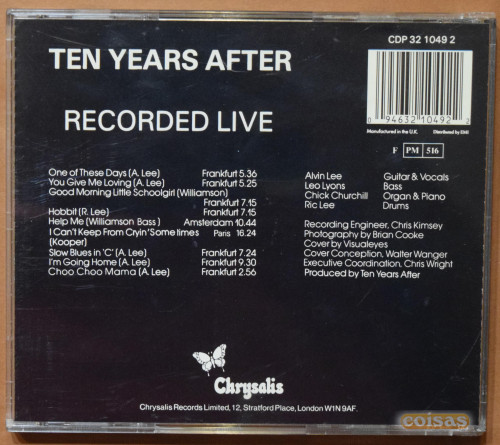 CDP 32 1049 2
TEN YEARS AFTER
0 94632 10492 2
Manufactured in the U.K. Distributed by EMI
RECORDED LIVE
F PM 516
One of These Days (A. Lee) Frankfurt 5.36
You Give Me Loving (A. Lee) Frankfurt 5.25
Good Morning Little Schoolgirl (Williamson)
Frankfurt 7.15
Hobbit (R. Lee) Frankfurt 7.15
Help Me (Williamson Bass) Amsterdam 10.44
I Can't Keep From Cryin' Sometimes Paris 16.24
(Kooper)
Slow Blues in 'C' (A. Lee) Frankfurt 7.24
I'm Going Home (A. Lee) Frankfurt 9.30
Choo Choo Mama (A. Lee) Frankfurt 2.56
Alvin Lee Guitar & Vocals
Leo Lyons Bass
Chick Churchill Organ & Piano
Ric Lee Drums
Recording Engineer, Chris Kimsey
Photography by Brian Cooke
Cover by Visualeyes
Cover Conception, Walter Wanger
Executive Coordination, Chris Wright
Produced by Ten Years After
Chrysalis
Chrysalis Records Limited, 12, Stratford Place, London W1N 9AF.
coisas